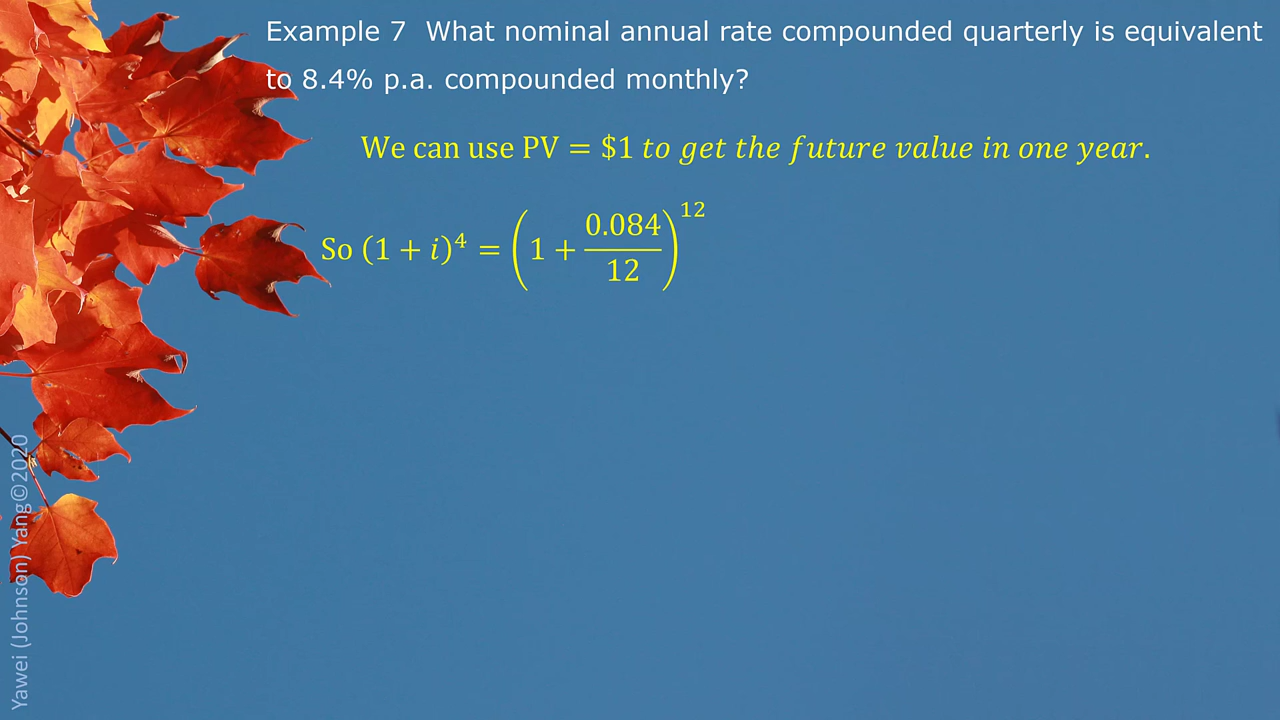 Example 7  What nominal annual rate compounded quarterly is equivalent
to 8.4% p.a. compounded monthly?
We can use PV = $1 to get the future value in one year.
So (1 + i)⁴ = (1 + 0.084/12)¹²
Yawei (Johnson) Yang©2020